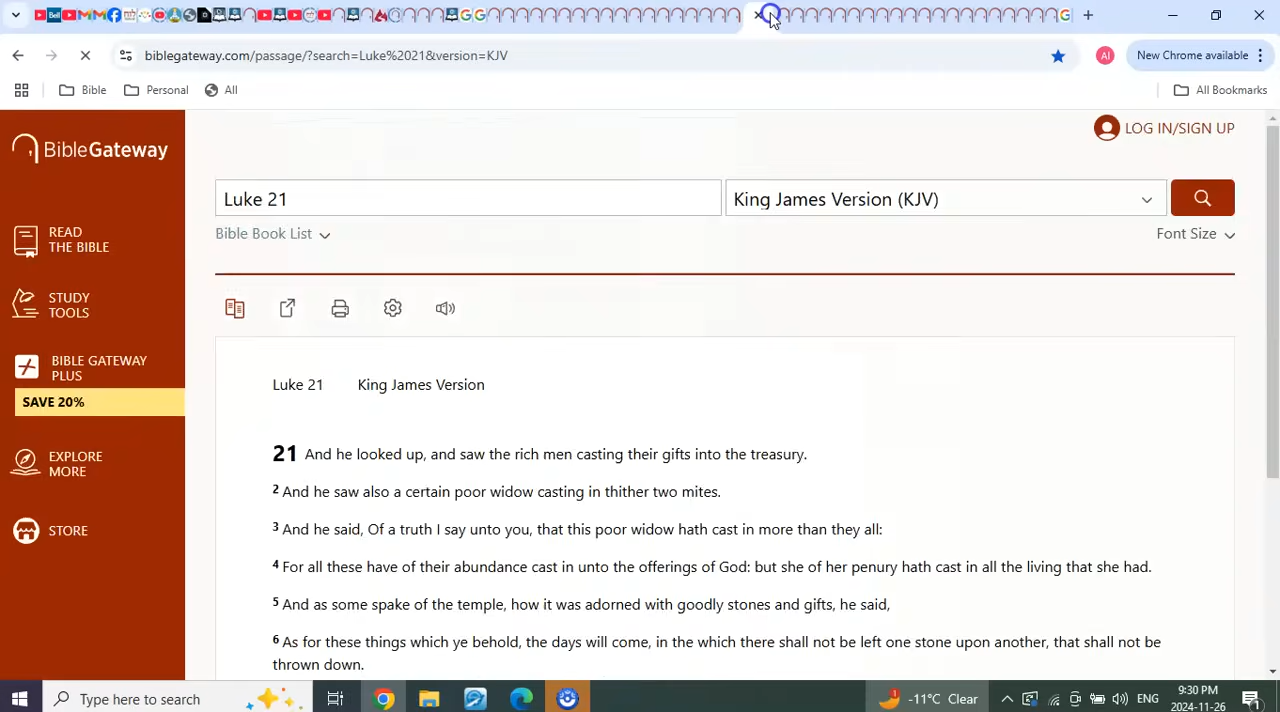 biblegateway.com/passage/?search=Luke%2021&version=KJV
AI
New Chrome available
Bible
Personal
All
All Bookmarks
BibleGateway
LOG IN/SIGN UP
Luke 21
King James Version (KJV)
Bible Book List
Font Size
READ
THE BIBLE
STUDY
TOOLS
BIBLE GATEWAY
PLUS
SAVE 20%
EXPLORE
MORE
STORE
Luke 21 King James Version
21 And he looked up, and saw the rich men casting their gifts into the treasury.
2 And he saw also a certain poor widow casting in thither two mites.
3 And he said, Of a truth I say unto you, that this poor widow hath cast in more than they all:
4 For all these have of their abundance cast in unto the offerings of God: but she of her penury hath cast in all the living that she had.
5 And as some spake of the temple, how it was adorned with goodly stones and gifts, he said,
6 As for these things which ye behold, the days will come, in the which there shall not be left one stone upon another, that shall not be
thrown down.
Type here to search
-11°C Clear
ENG
9:30 PM
2024-11-26
1